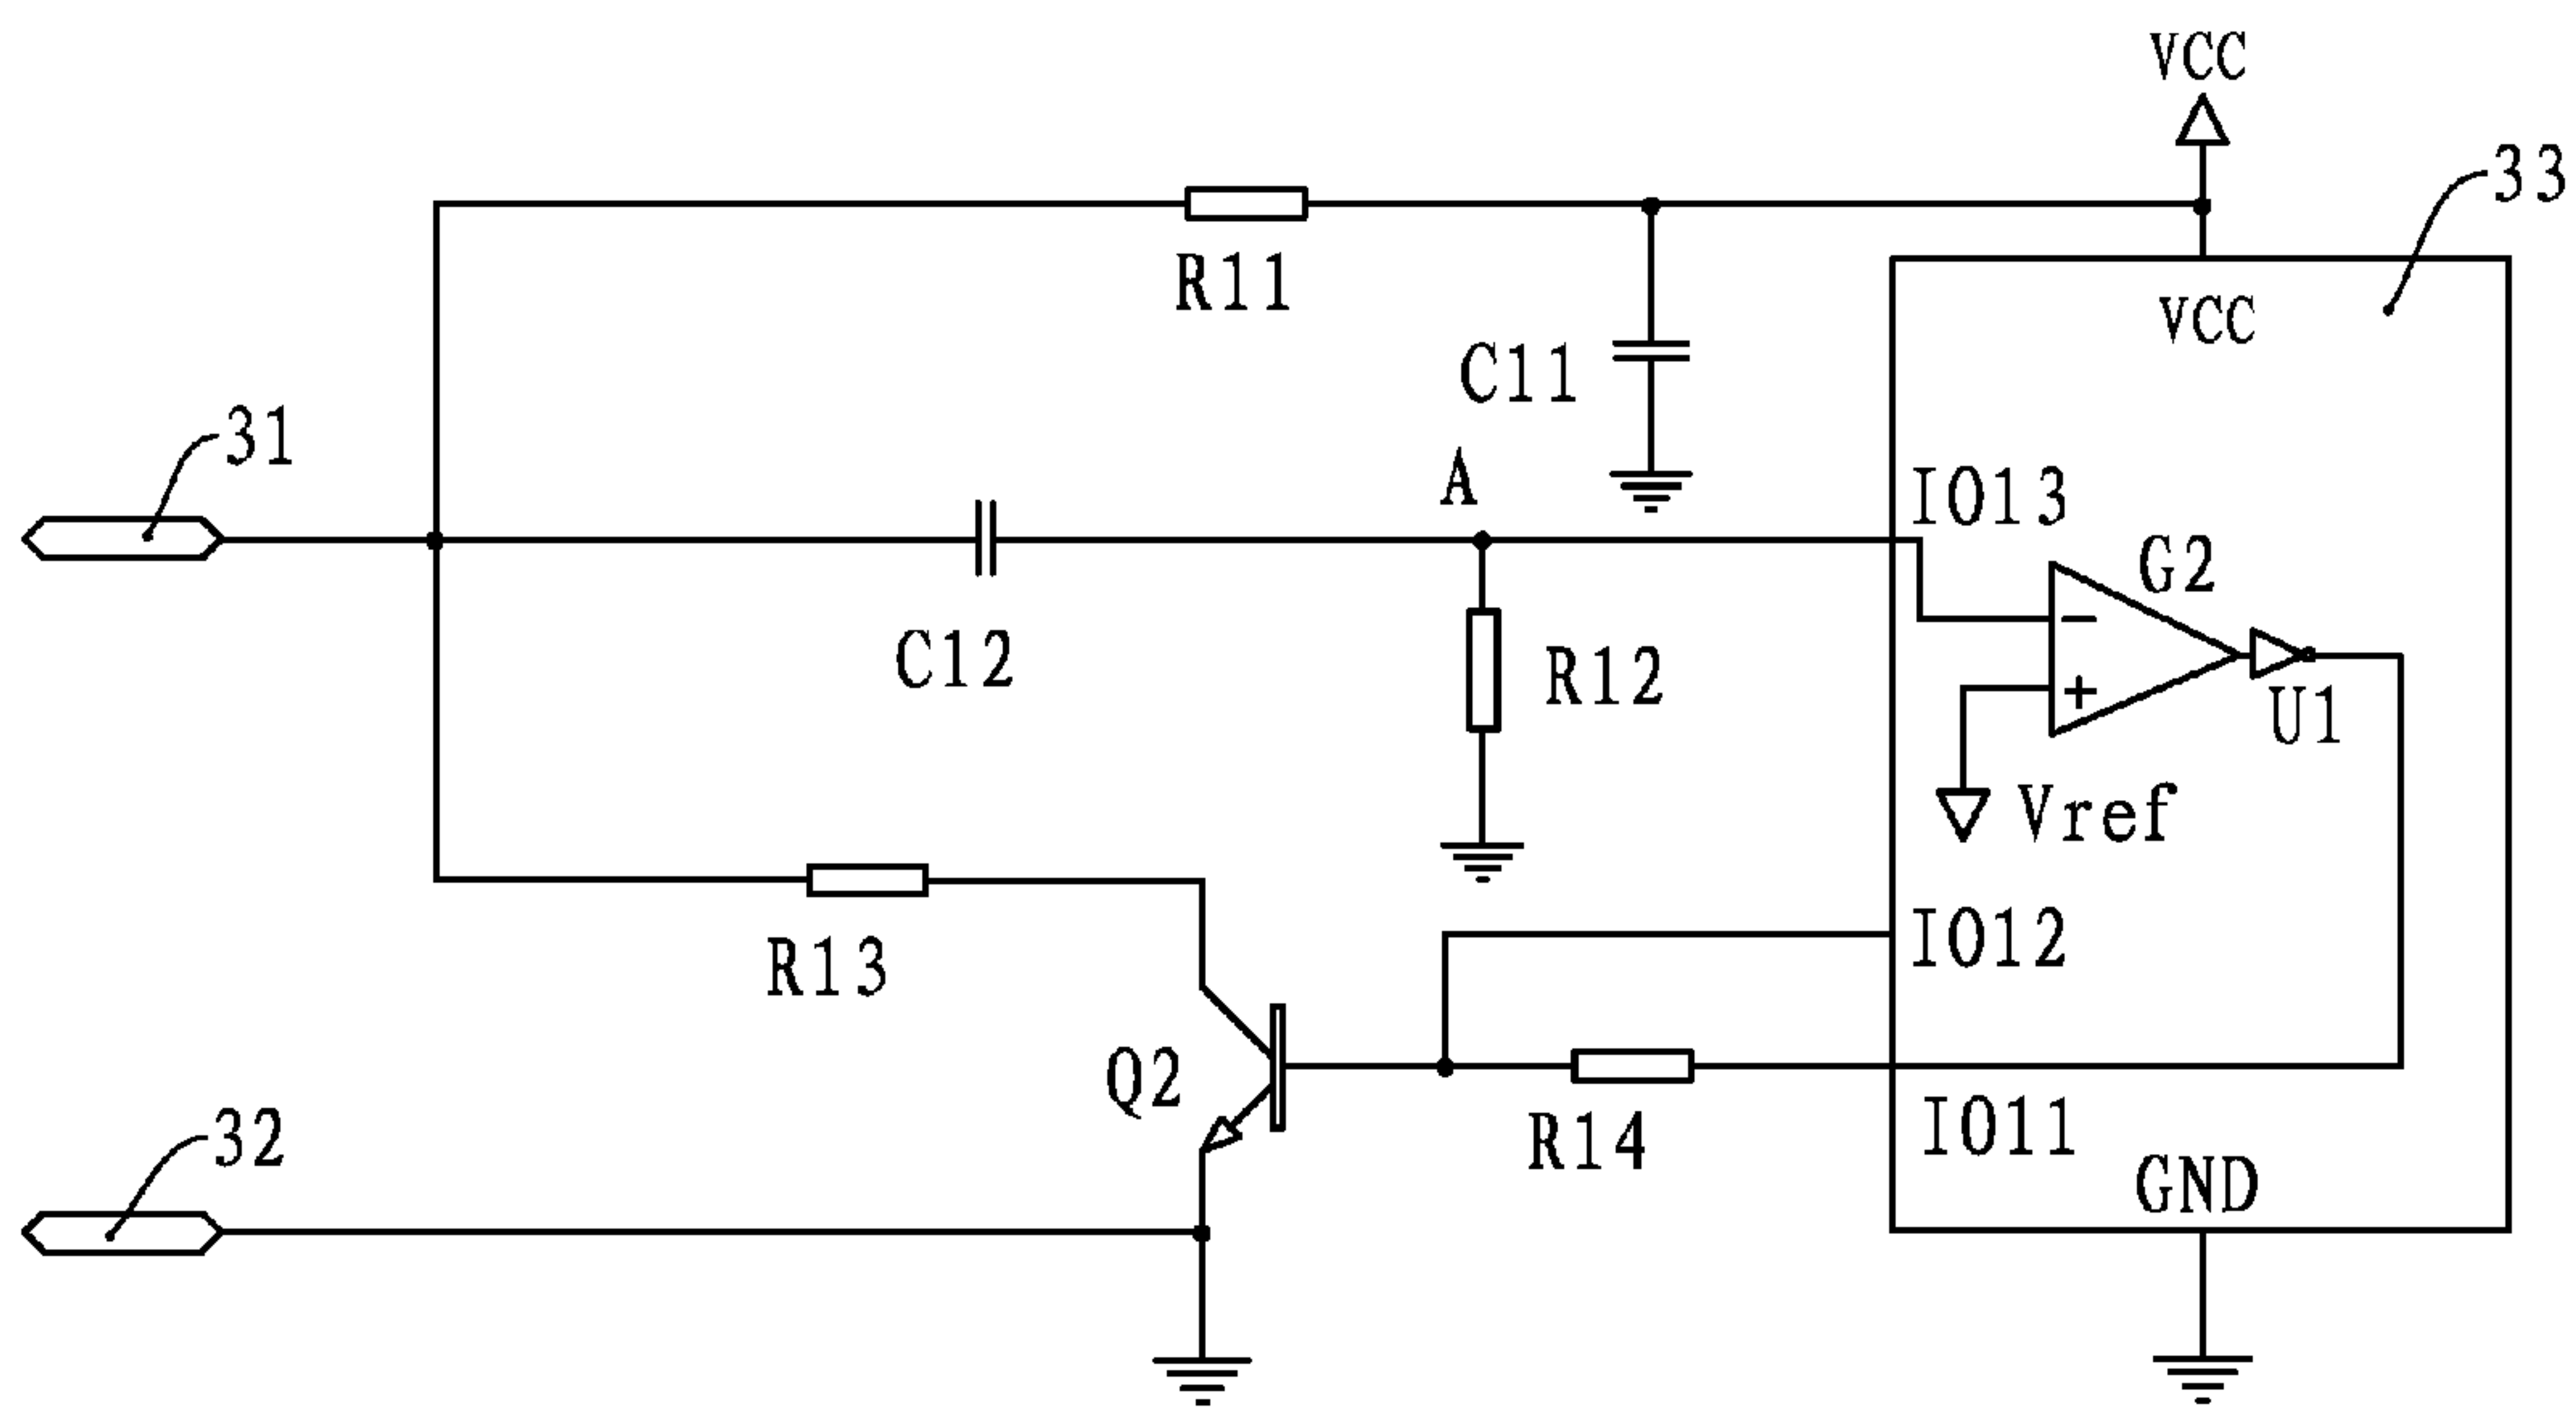 VCC
33
R11
VCC
C11
31
A
IO13
G2
C12
R12
U1
Vref
R13
IO12
Q2
R14
IO11
32
GND